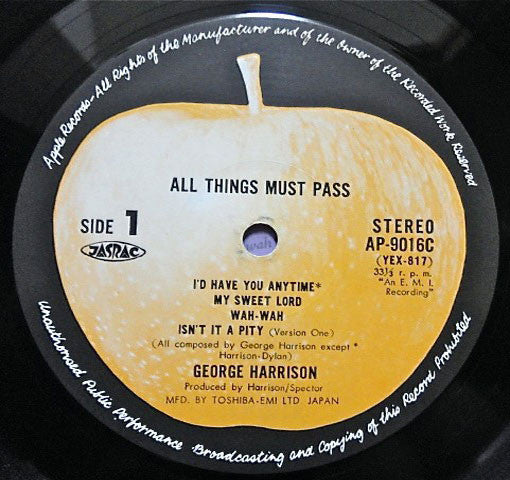 Apple Records-All Rights of the Manufacturer and of the Owner of the Recorded Work Reserved
ALL THINGS MUST PASS
SIDE 1
JASRAC
STEREO
AP-9016C
(YEX-817)
33⅓ r. p. m.
"An E. M. I.
Recording"
wah
I'D HAVE YOU ANYTIME*
MY SWEET LORD
WAH-WAH
ISN'T IT A PITY (Version One)
(All composed by George Harrison except *
Harrison-Dylan)
GEORGE HARRISON
Produced by Harrison/Spector
MFD. BY TOSHIBA-EMI LTD. JAPAN
Unauthorised Public Performance · Broadcasting and Copying of this Record Prohibited